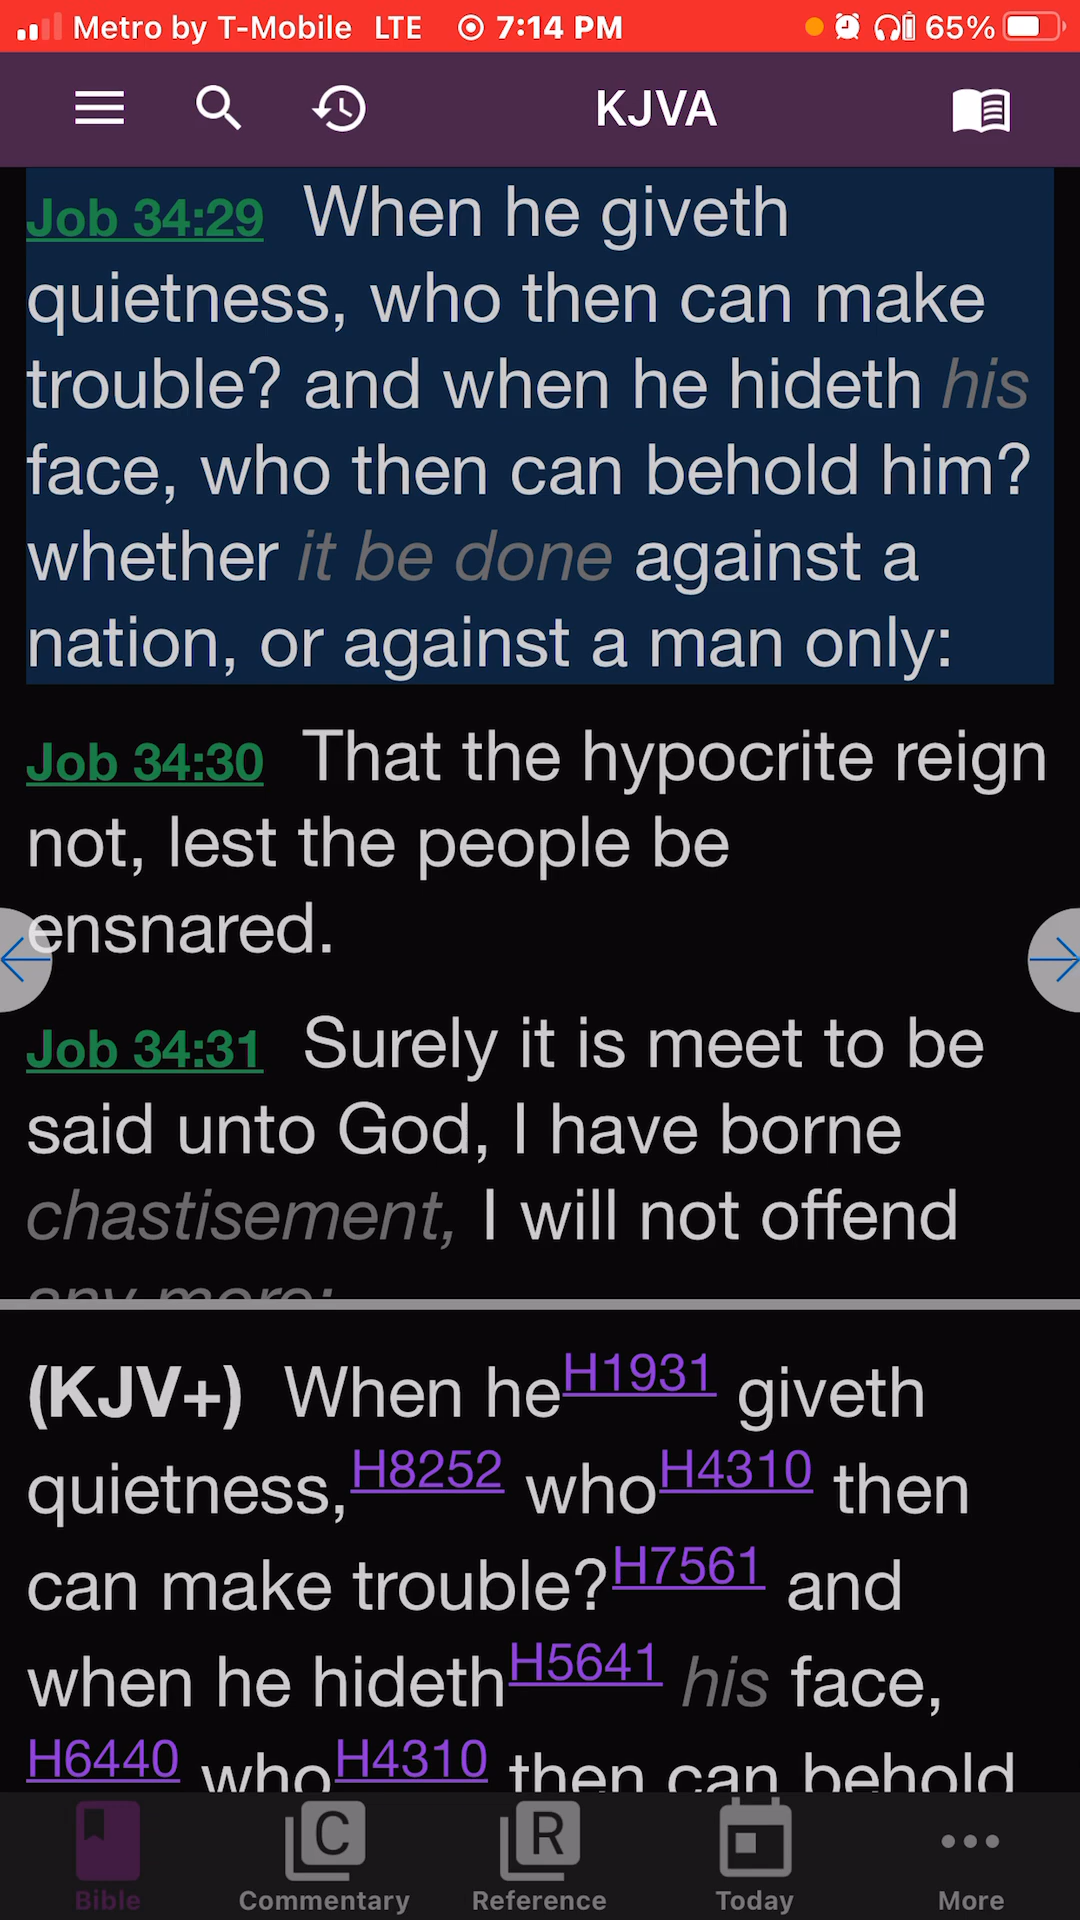 Metro by T-Mobile LTE 7:14 PM 65%
KJVA
Job 34:29 When he giveth
quietness, who then can make
trouble? and when he hideth his
face, who then can behold him?
whether it be done against a
nation, or against a man only:
Job 34:30 That the hypocrite reign
not, lest the people be
ensnared.
Job 34:31 Surely it is meet to be
said unto God, I have borne
chastisement, I will not offend
any more:
(KJV+) When heH1931 giveth
quietness,H8252 whoH4310 then
can make trouble?H7561 and
when he hidethH5641 his face,
H6440 whoH4310 then can behold
C R
Bible Commentary Reference Today More